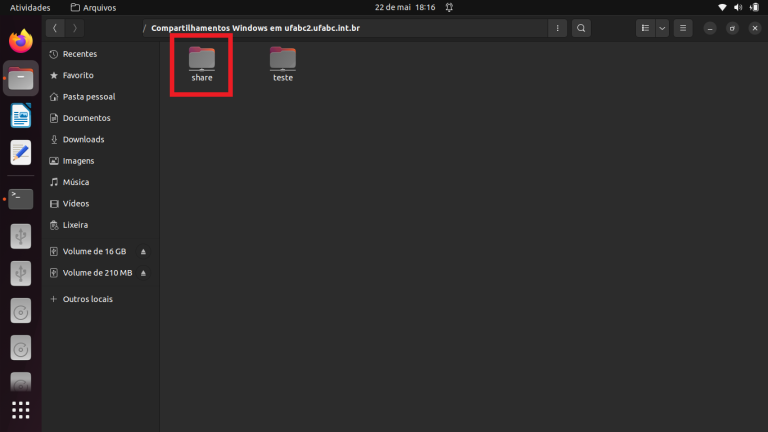 Atividades
Arquivos
22 de mai 18:16
/ Compartilhamentos Windows em ufabc2.ufabc.int.br
Recentes
Favorito
Pasta pessoal
Documentos
Downloads
Imagens
Música
Vídeos
Lixeira
Volume de 16 GB
Volume de 210 MB
+ Outros locais
share
teste
>_